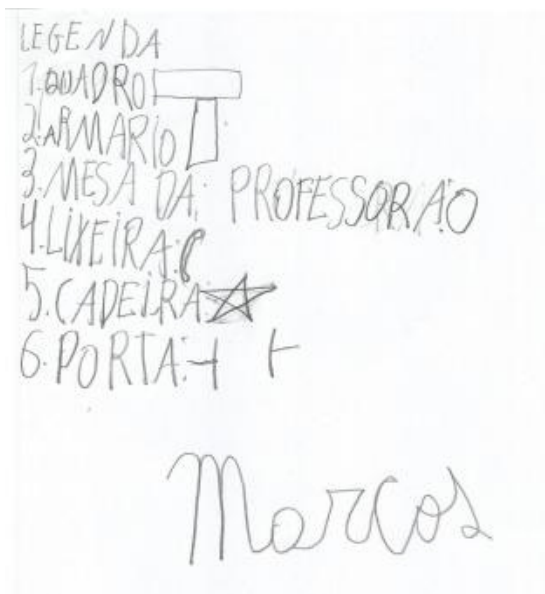 LEGENDA
1.QUADRO
2.ARMARIO
3.MESA DA: PROFESSORA:O
4.LIXEIRA:
5.CADEIRA:
6.PORTA:
Marcos